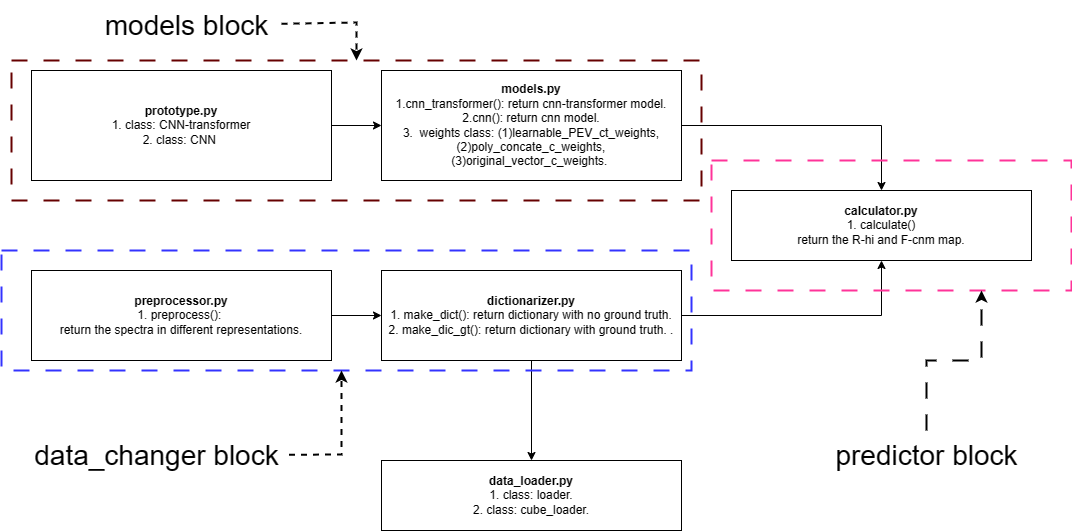 models block
prototype.py
1. class: CNN-transformer
2. class: CNN
models.py
1.cnn_transformer(): return cnn-transformer model.
2.cnn(): return cnn model.
3. weights class: (1)learnable_PEV_ct_weights,
(2)poly_concate_c_weights,
(3)original_vector_c_weights.
calculator.py
1. calculate()
return the R-hi and F-cnm map.
preprocessor.py
1. preprocess():
return the spectra in different representations.
dictionarizer.py
1. make_dict(): return dictionary with no ground truth.
2. make_dic_gt(): return dictionary with ground truth. .
data_changer block
predictor block
data_loader.py
1. class: loader.
2. class: cube_loader.